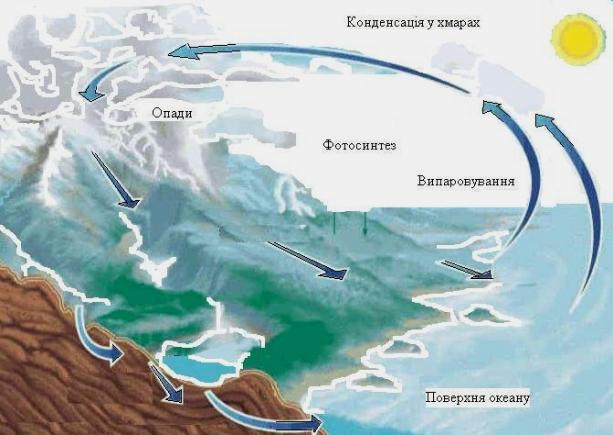 Конденсація у хмарах
Опади
Фотосинтез
Випаровування
Поверхня океану